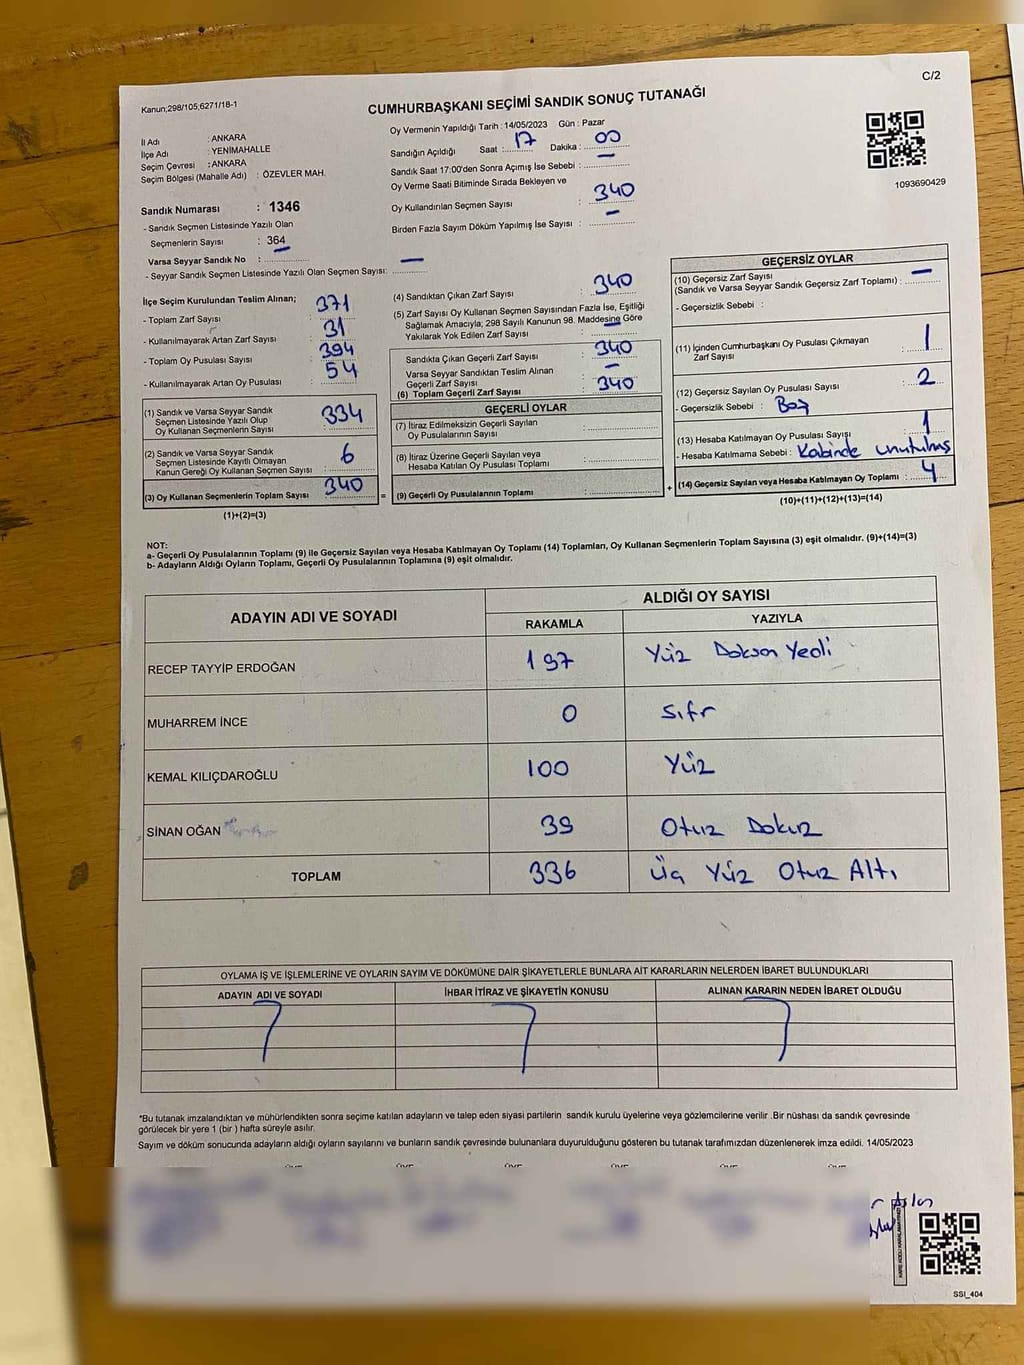 C/2
Kanun;298/105;6271/18-1
CUMHURBAŞKANI SEÇİMİ SANDIK SONUÇ TUTANAĞI
İl Adı : ANKARA
İlçe Adı : YENİMAHALLE
Seçim Çevresi : ANKARA
Seçim Bölgesi (Mahalle Adı) : ÖZEVLER MAH.
Sandık Numarası : 1346
- Sandık Seçmen Listesinde Yazılı Olan
Seçmenlerin Sayısı : 364
Varsa Seyyar Sandık No : —
- Seyyar Sandık Seçmen Listesinde Yazılı Olan Seçmen Sayısı:
Oy Vermenin Yapıldığı Tarih : 14/05/2023 Gün : Pazar
Sandığın Açıldığı Saat : 17 Dakika : 00
Sandık Saat 17:00'den Sonra Açımış İse Sebebi : —
Oy Verme Saati Bitiminde Sırada Bekleyen ve
Oy Kullandırılan Seçmen Sayısı : 340
Birden Fazla Sayım Döküm Yapılmış İse Sayısı : —
1093690429
İlçe Seçim Kurulundan Teslim Alınan;
- Toplam Zarf Sayısı : 371
- Kullanılmayarak Artan Zarf Sayısı : 31
- Toplam Oy Pusulası Sayısı : 394
- Kullanılmayarak Artan Oy Pusulası : 54
(1) Sandık ve Varsa Seyyar Sandık
Seçmen Listesinde Yazılı Olup
Oy Kullanan Seçmenlerin Sayısı : 334
(2) Sandık ve Varsa Seyyar Sandık
Seçmen Listesinde Kayıtlı Olmayan
Kanun Gereği Oy Kullanan Seçmen Sayısı : 6
(3) Oy Kullanan Seçmenlerin Toplam Sayısı : 340
(1)+(2)=(3)
(4) Sandıktan Çıkan Zarf Sayısı : 340
(5) Zarf Sayısı Oy Kullanan Seçmen Sayısından Fazla İse, Eşitliği
Sağlamak Amacıyla, 298 Sayılı Kanunun 98. Maddesine Göre
Yakılarak Yok Edilen Zarf Sayısı : —
Sandıkta Çıkan Geçerli Zarf Sayısı : 340
Varsa Seyyar Sandıktan Teslim Alınan
Geçerli Zarf Sayısı : —
(6) Toplam Geçerli Zarf Sayısı : 340
GEÇERLİ OYLAR
(7) İtiraz Edilmeksizin Geçerli Sayılan
Oy Pusulalarının Sayısı :
(8) İtiraz Üzerine Geçerli Sayılan veya
Hesaba Katılan Oy Pusulası Toplamı :
= (9) Geçerli Oy Pusulalarının Toplamı :
GEÇERSİZ OYLAR
(10) Geçersiz Zarf Sayısı
(Sandık ve Varsa Seyyar Sandık Geçersiz Zarf Toplamı) : —
- Geçersizlik Sebebi :
(11) İçinden Cumhurbaşkanı Oy Pusulası Çıkmayan
Zarf Sayısı : 1
(12) Geçersiz Sayılan Oy Pusulası Sayısı : 2
- Geçersizlik Sebebi : Boş
(13) Hesaba Katılmayan Oy Pusulası Sayısı : 1
- Hesaba Katılmama Sebebi : Kabinde unutulmuş
+ (14) Geçersiz Sayılan veya Hesaba Katılmayan Oy Toplamı : 4
(10)+(11)+(12)+(13)=(14)
NOT:
a- Geçerli Oy Pusulalarının Toplamı (9) ile Geçersiz Sayılan veya Hesaba Katılmayan Oy Toplamı (14) Toplamları, Oy Kullanan Seçmenlerin Toplam Sayısına (3) eşit olmalıdır. (9)+(14)=(3)
b- Adayların Aldığı Oyların Toplamı, Geçerli Oy Pusulalarının Toplamına (9) eşit olmalıdır.
ADAYIN ADI VE SOYADI ALDIĞI OY SAYISI
RAKAMLA YAZIYLA
RECEP TAYYİP ERDOĞAN 197 Yüz Doksan Yedi
MUHARREM İNCE 0 Sıfır
KEMAL KILIÇDAROĞLU 100 Yüz
SİNAN OĞAN 39 Otuz Dokuz
TOPLAM 336 Üç Yüz Otuz Altı
OYLAMA İŞ VE İŞLEMLERİNE VE OYLARIN SAYIM VE DÖKÜMÜNE DAİR ŞİKAYETLERLE BUNLARA AİT KARARLARIN NELERDEN İBARET BULUNDUKLARI
ADAYIN ADI VE SOYADI İHBAR İTİRAZ VE ŞİKAYETİN KONUSU ALINAN KARARIN NEDEN İBARET OLDUĞU
*Bu tutanak imzalandıktan ve mühürlendikten sonra seçime katılan adayların ve talep eden siyasi partilerin sandık kurulu üyelerine veya gözlemcilerine verilir .Bir nüshası da sandık çevresinde
görülecek bir yere 1 (bir ) hafta süreyle asılır.
Sayım ve döküm sonucunda adayların aldığı oyların sayılarını ve bunların sandık çevresinde bulunanlara duyurulduğunu gösteren bu tutanak tarafımızdan düzenlenerek imza edildi. 14/05/2023
SSI_404